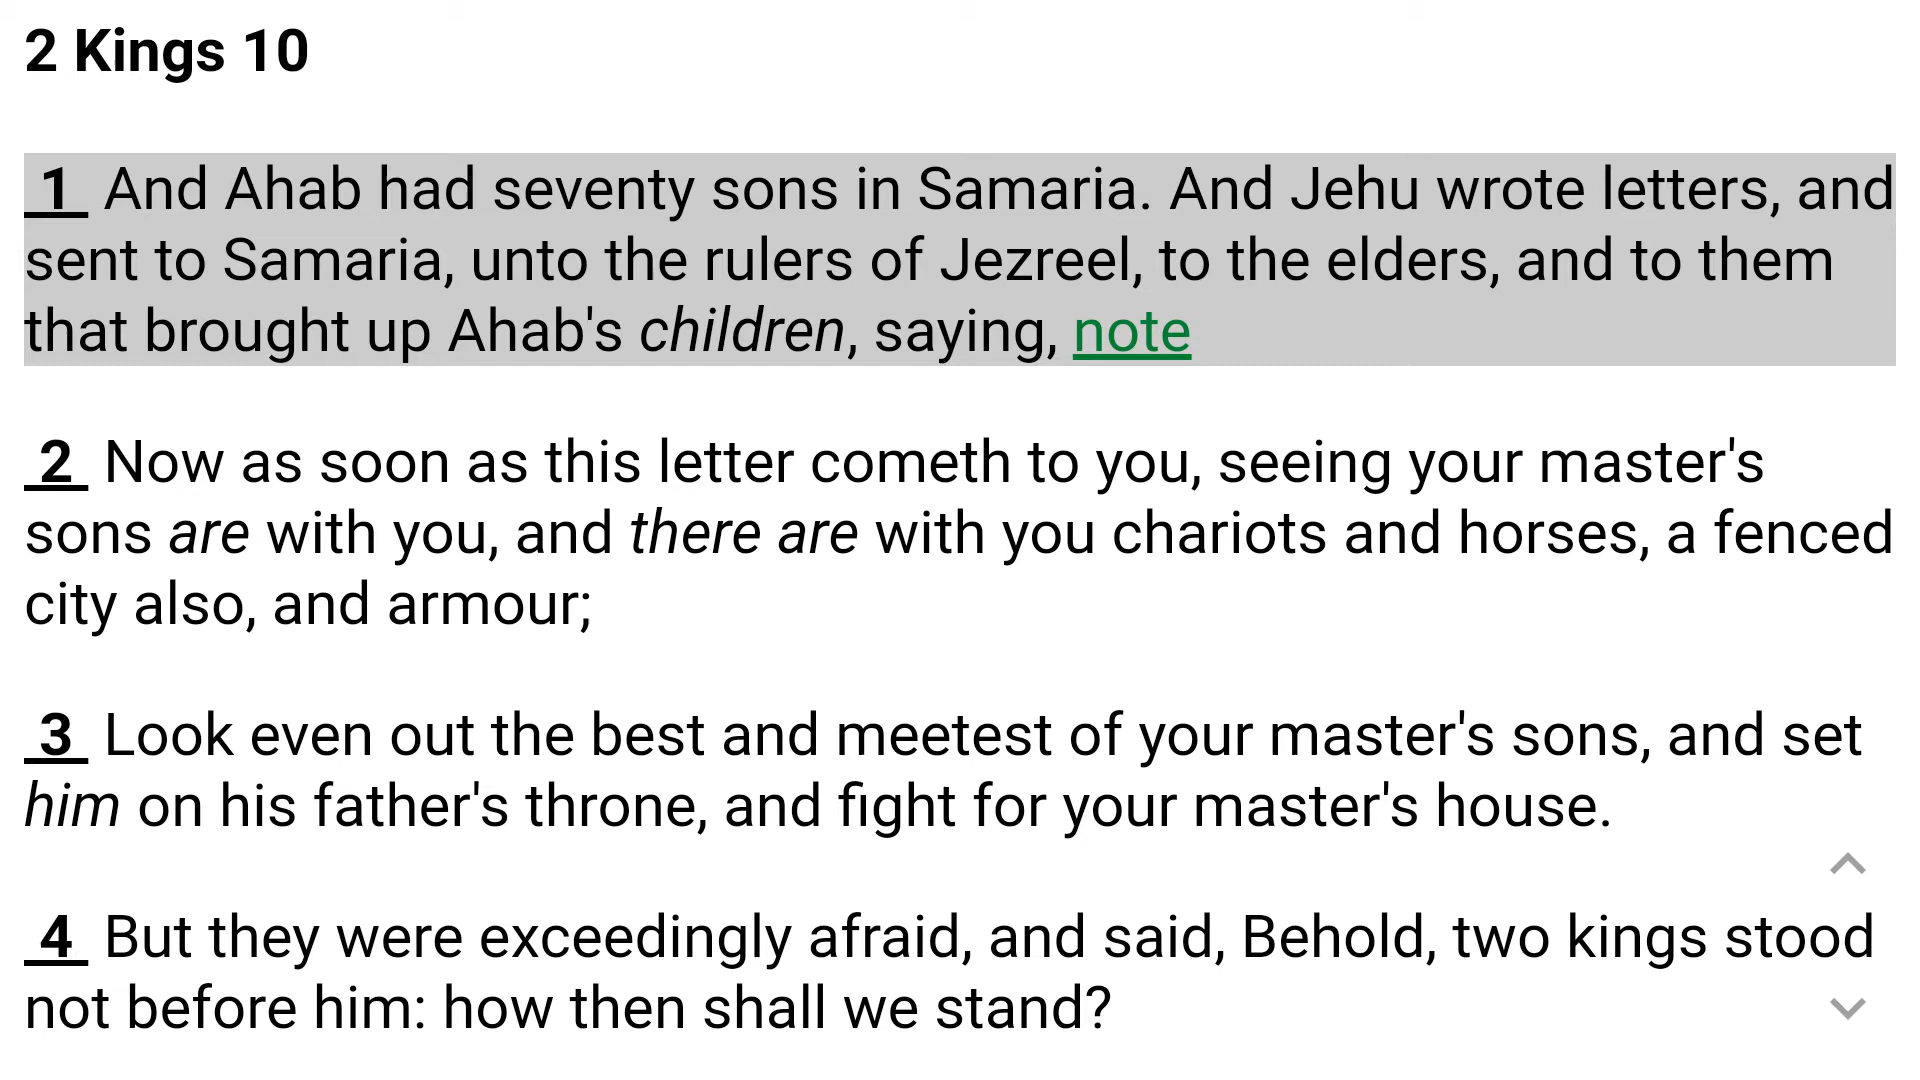 2 Kings 10
1 And Ahab had seventy sons in Samaria. And Jehu wrote letters, and
sent to Samaria, unto the rulers of Jezreel, to the elders, and to them
that brought up Ahab's children, saying, note
2 Now as soon as this letter cometh to you, seeing your master's
sons are with you, and there are with you chariots and horses, a fenced
city also, and armour;
3 Look even out the best and meetest of your master's sons, and set
him on his father's throne, and fight for your master's house.
4 But they were exceedingly afraid, and said, Behold, two kings stood
not before him: how then shall we stand?